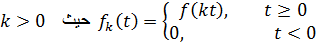 k > 0 حيث f_k(t) = { f(kt), t ≥ 0
0, t < 0